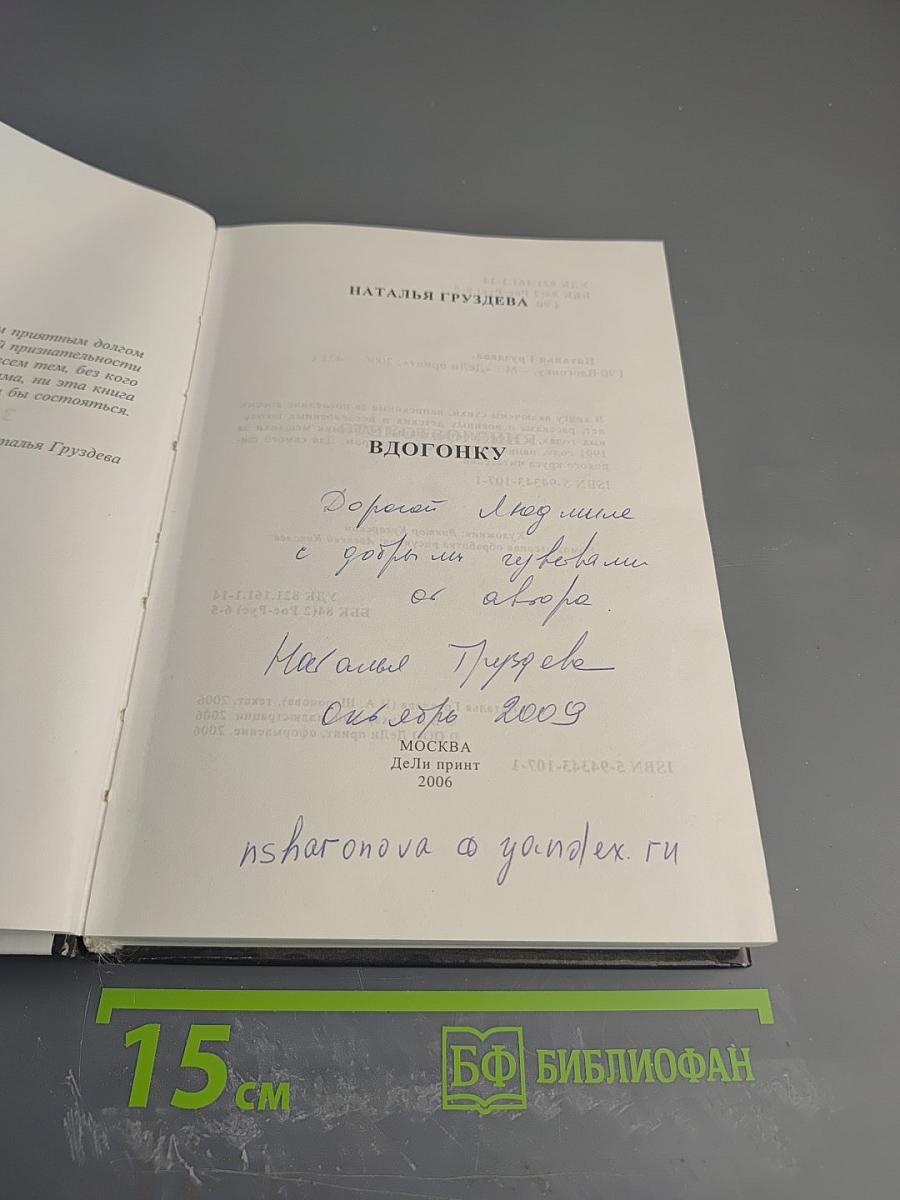 м приятным долгом
й признательности
всем тем, без кого
ма, ни эта книга
бы состояться.
аталья Груздева
НАТАЛЬЯ ГРУЗДЕВА
ВДОГОНКУ
Дорогой Людмиле
с добрыми чувствами
от автора
Наталья Груздева
Октябрь 2009
МОСКВА
ДеЛи принт
2006
nsharonova@yandex.ru
15 см
БФ БИБЛИОФАН